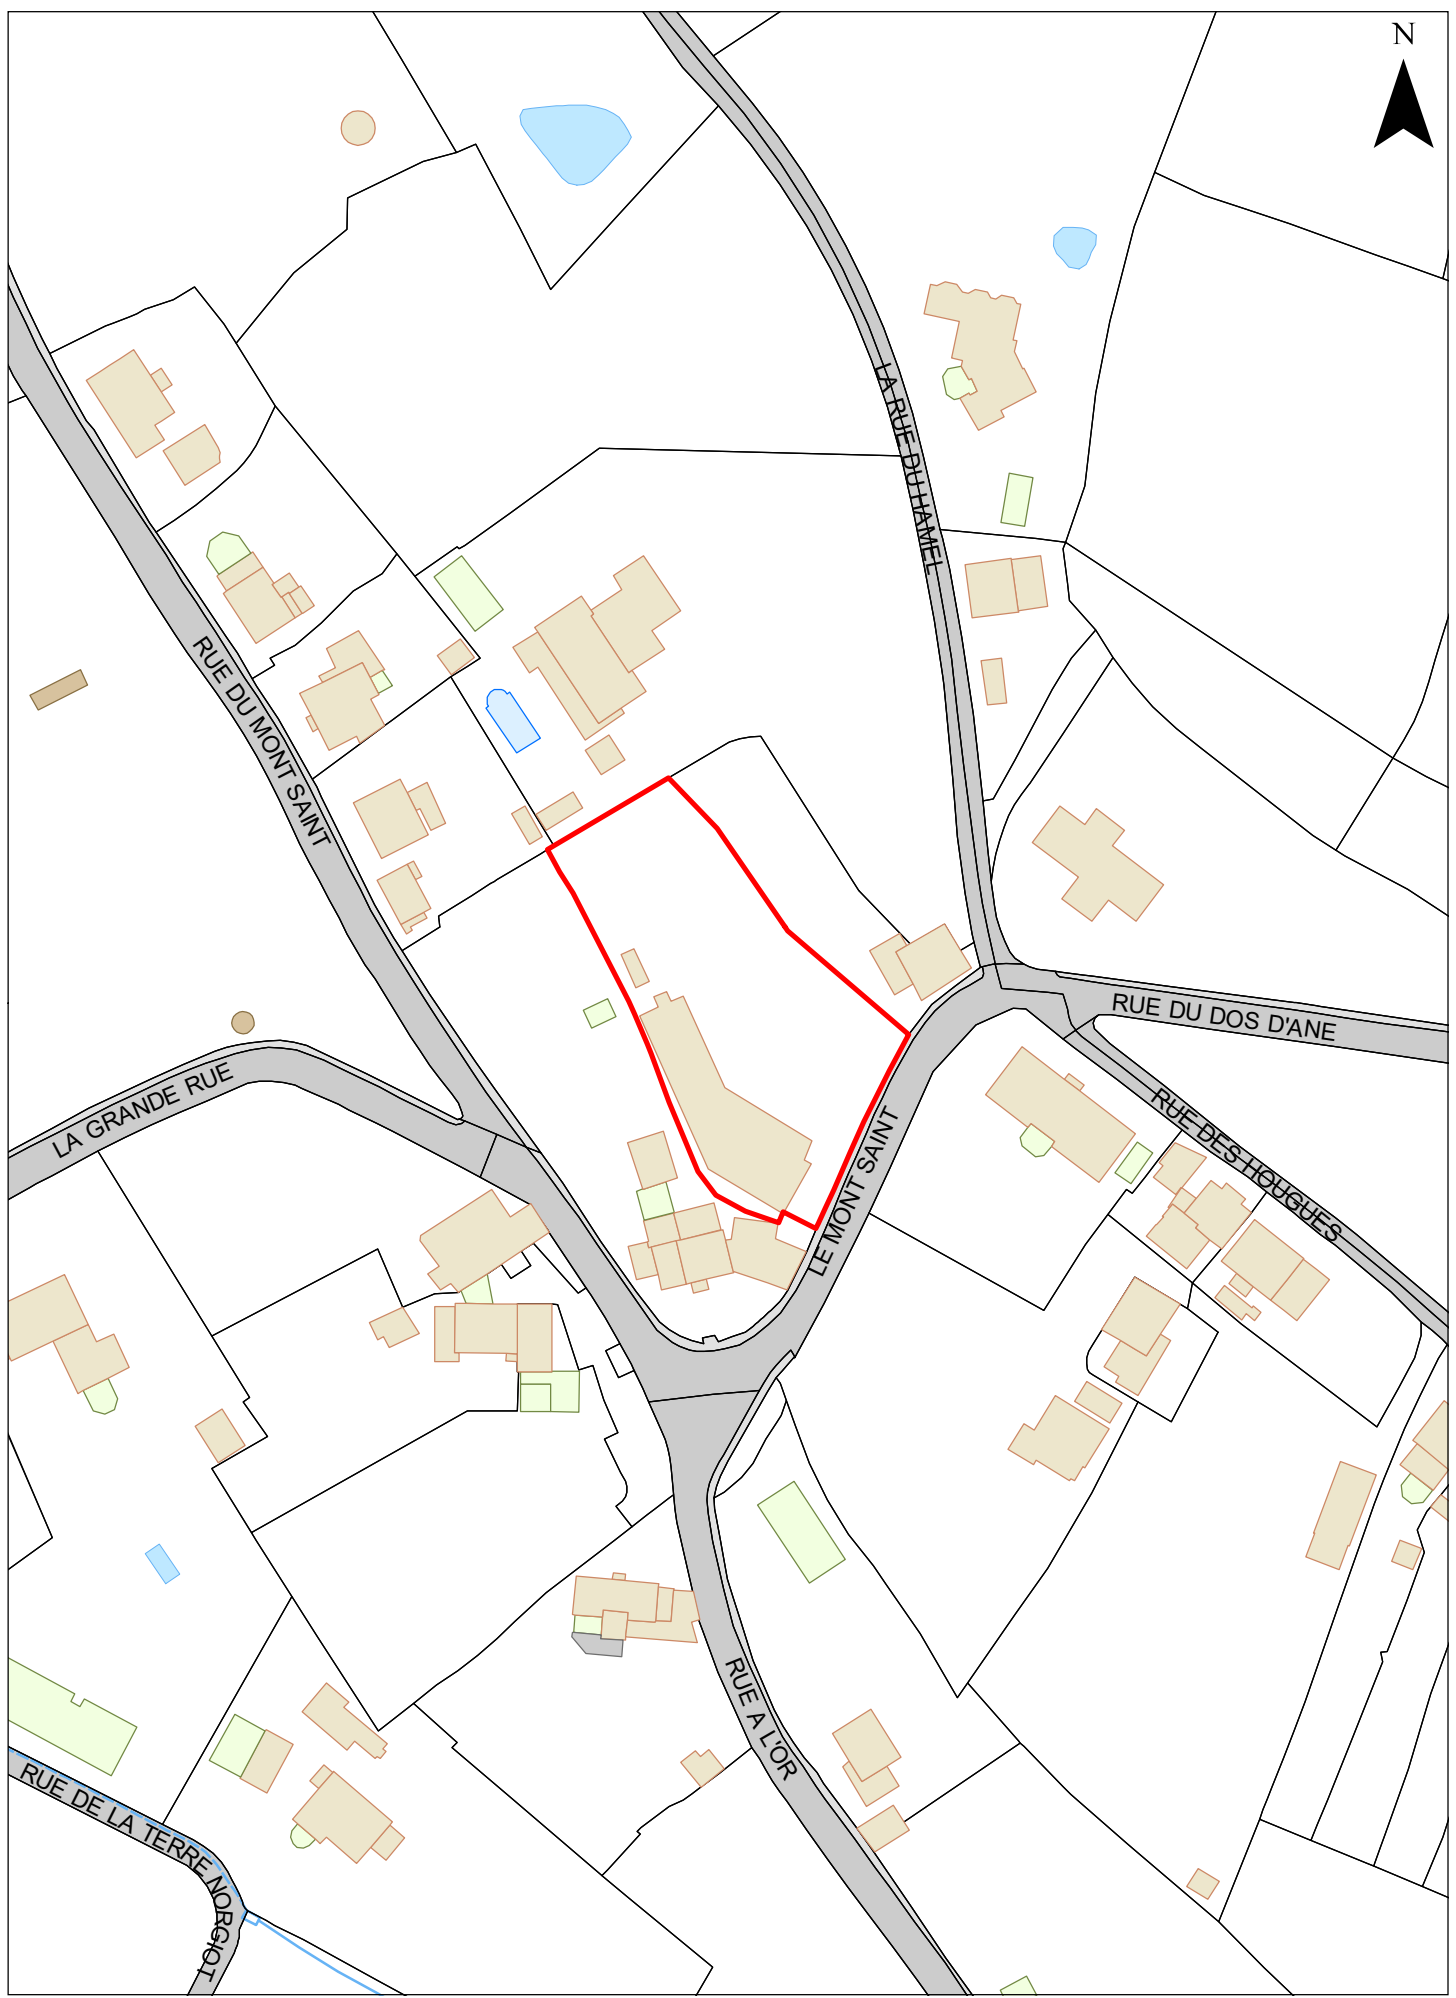 N
LA RUE DU HAMEL
RUE DU MONT SAINT
RUE DU DOS D'ANE
LA GRANDE RUE
RUE DES HOUGUES
LE MONT SAINT
RUE A L'OR
RUE DE LA TERRE NORGIOT